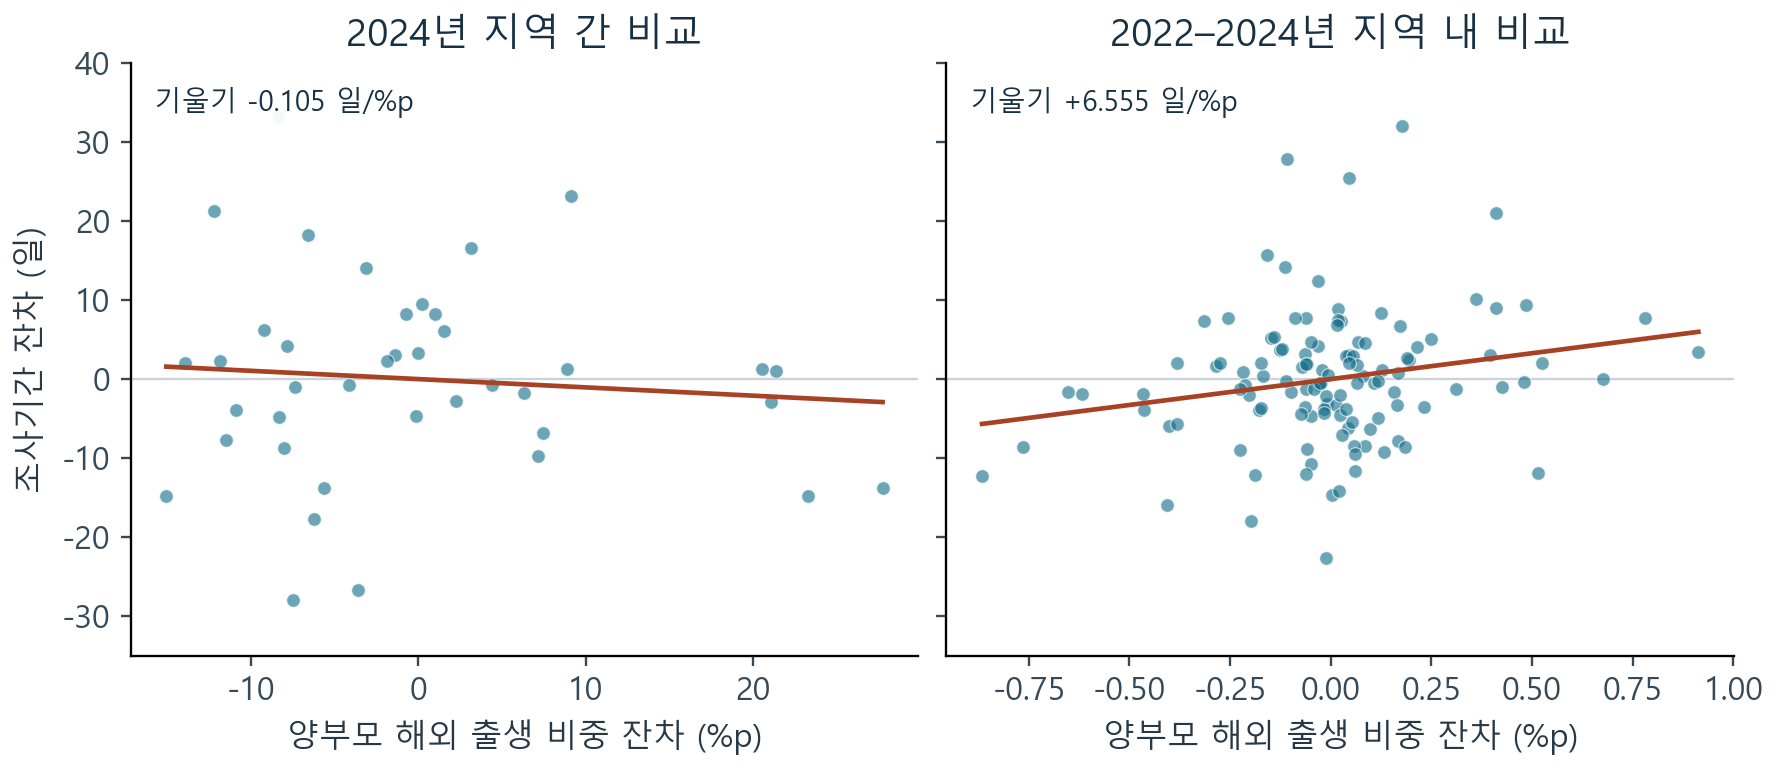 2024년 지역 간 비교
기울기 -0.105 일/%p
40
30
20
10
0
-10
-20
-30
조사기간 잔차 (일)
-10 0 10 20
양부모 해외 출생 비중 잔차 (%p)
2022–2024년 지역 내 비교
기울기 +6.555 일/%p
-0.75 -0.50 -0.25 0.00 0.25 0.50 0.75 1.00
양부모 해외 출생 비중 잔차 (%p)